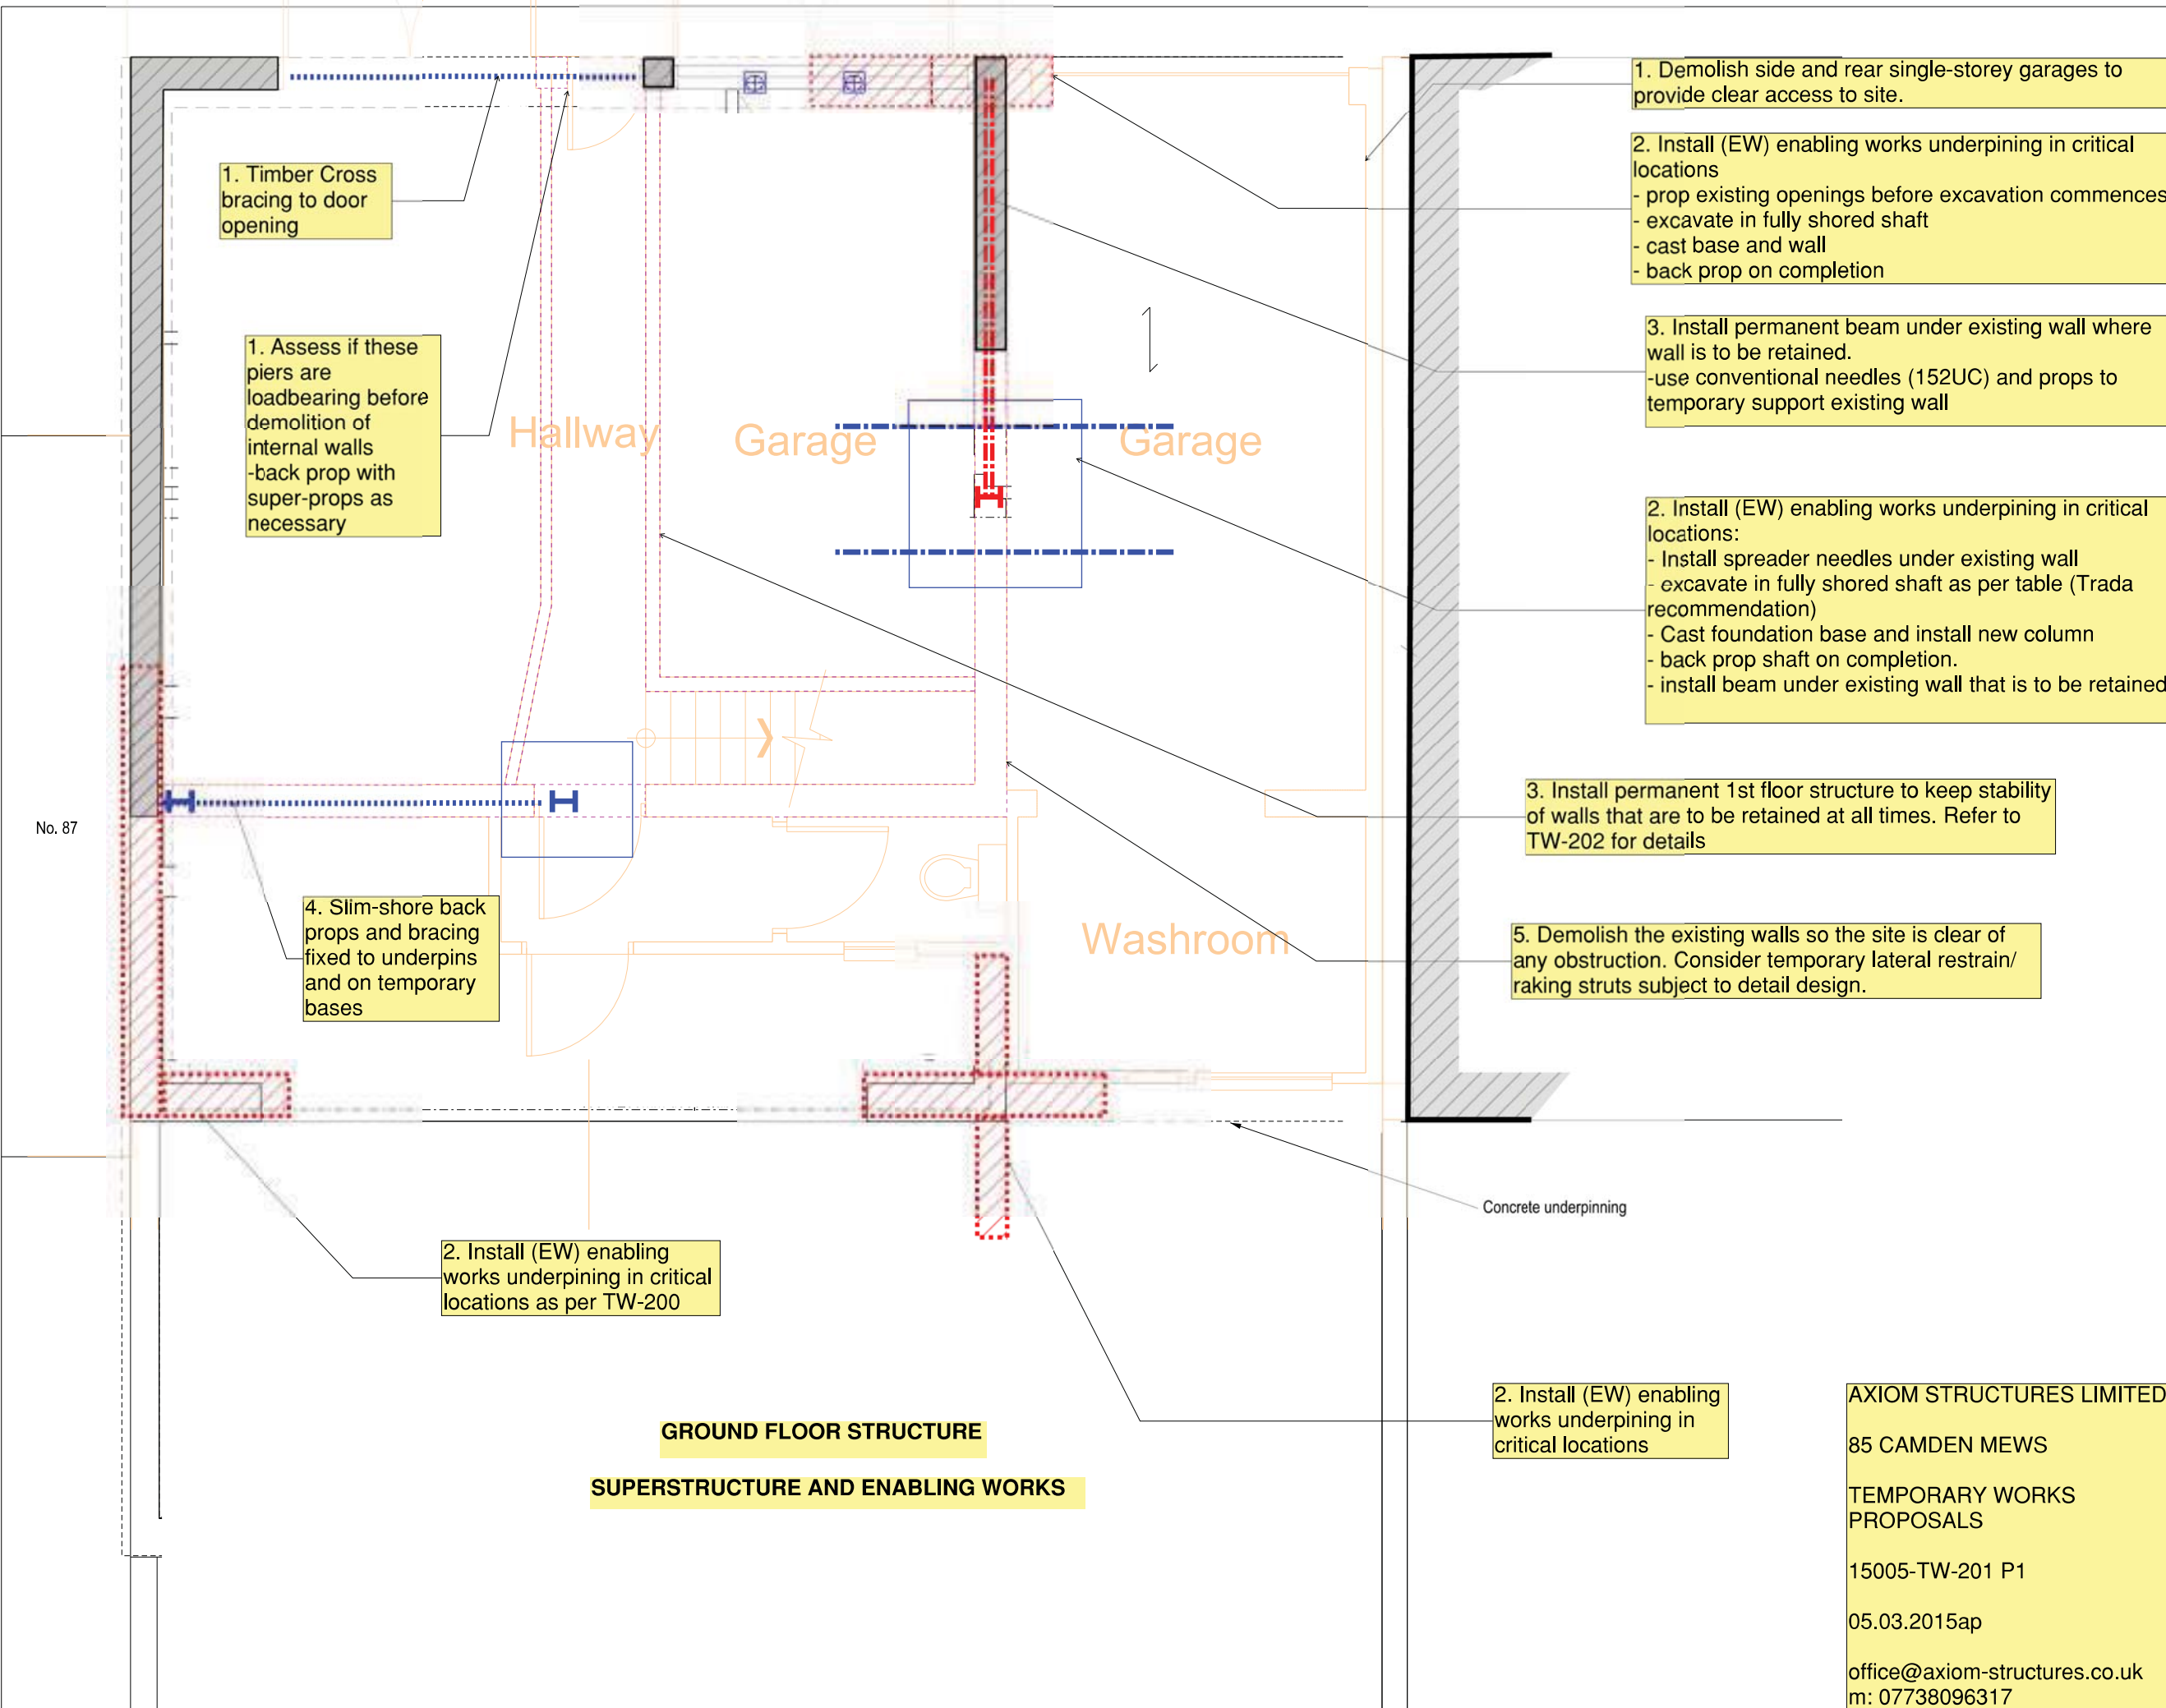 1. Demolish side and rear single-storey garages to
provide clear access to site.
2. Install (EW) enabling works underpining in critical
locations
- prop existing openings before excavation commences
- excavate in fully shored shaft
- cast base and wall
- back prop on completion
1. Timber Cross
bracing to door
opening
3. Install permanent beam under existing wall where
wall is to be retained.
-use conventional needles (152UC) and props to
temporary support existing wall
1. Assess if these
piers are
loadbearing before
demolition of
internal walls
-back prop with
super-props as
necessary
Hallway
Garage
Garage
2. Install (EW) enabling works underpining in critical
locations:
- Install spreader needles under existing wall
- excavate in fully shored shaft as per table (Trada
recommendation)
- Cast foundation base and install new column
- back prop shaft on completion.
- install beam under existing wall that is to be retained
3. Install permanent 1st floor structure to keep stability
of walls that are to be retained at all times. Refer to
TW-202 for details
No. 87
4. Slim-shore back
props and bracing
fixed to underpins
and on temporary
bases
Washroom
5. Demolish the existing walls so the site is clear of
any obstruction. Consider temporary lateral restrain/
raking struts subject to detail design.
Concrete underpinning
2. Install (EW) enabling
works underpining in critical
locations as per TW-200
2. Install (EW) enabling
works underpining in
critical locations
GROUND FLOOR STRUCTURE
SUPERSTRUCTURE AND ENABLING WORKS
AXIOM STRUCTURES LIMITED
85 CAMDEN MEWS
TEMPORARY WORKS
PROPOSALS
15005-TW-201 P1
05.03.2015ap
office@axiom-structures.co.uk
m: 07738096317